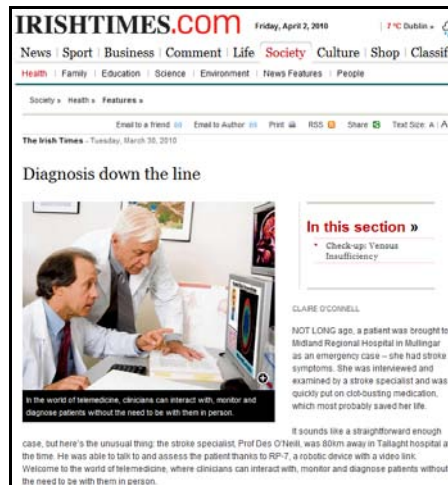 IRISHTIMES.com Friday, April 2, 2010 7 °C Dublin
News Sport Business Comment Life Society Culture Shop Classif
Health Family Education Science Environment News Features People
Society » Health » Features »
Email to a friend Email to Author Print RSS Share Text Size: A A
The Irish Times - Tuesday, March 30, 2010
Diagnosis down the line
In the world of telemedicine, clinicians can interact with, monitor and
diagnose patients without the need to be with them in person.
In this section »
Check-up: Venous
Insufficiency
CLAIRE O'CONNELL
NOT LONG ago, a patient was brought to
Midland Regional Hospital in Mullingar
as an emergency case – she had stroke
symptoms. She was interviewed and
examined by a stroke specialist and was
quickly put on clot-busting medication,
which most probably saved her life.
It sounds like a straightforward enough
case, but here's the unusual thing: the stroke specialist, Prof Des O'Neill, was 80km away in Tallaght hospital at
the time. He was able to talk to and assess the patient thanks to RP-7, a robotic device with a video link.
Welcome to the world of telemedicine, where clinicians can interact with, monitor and diagnose patients without
the need to be with them in person.